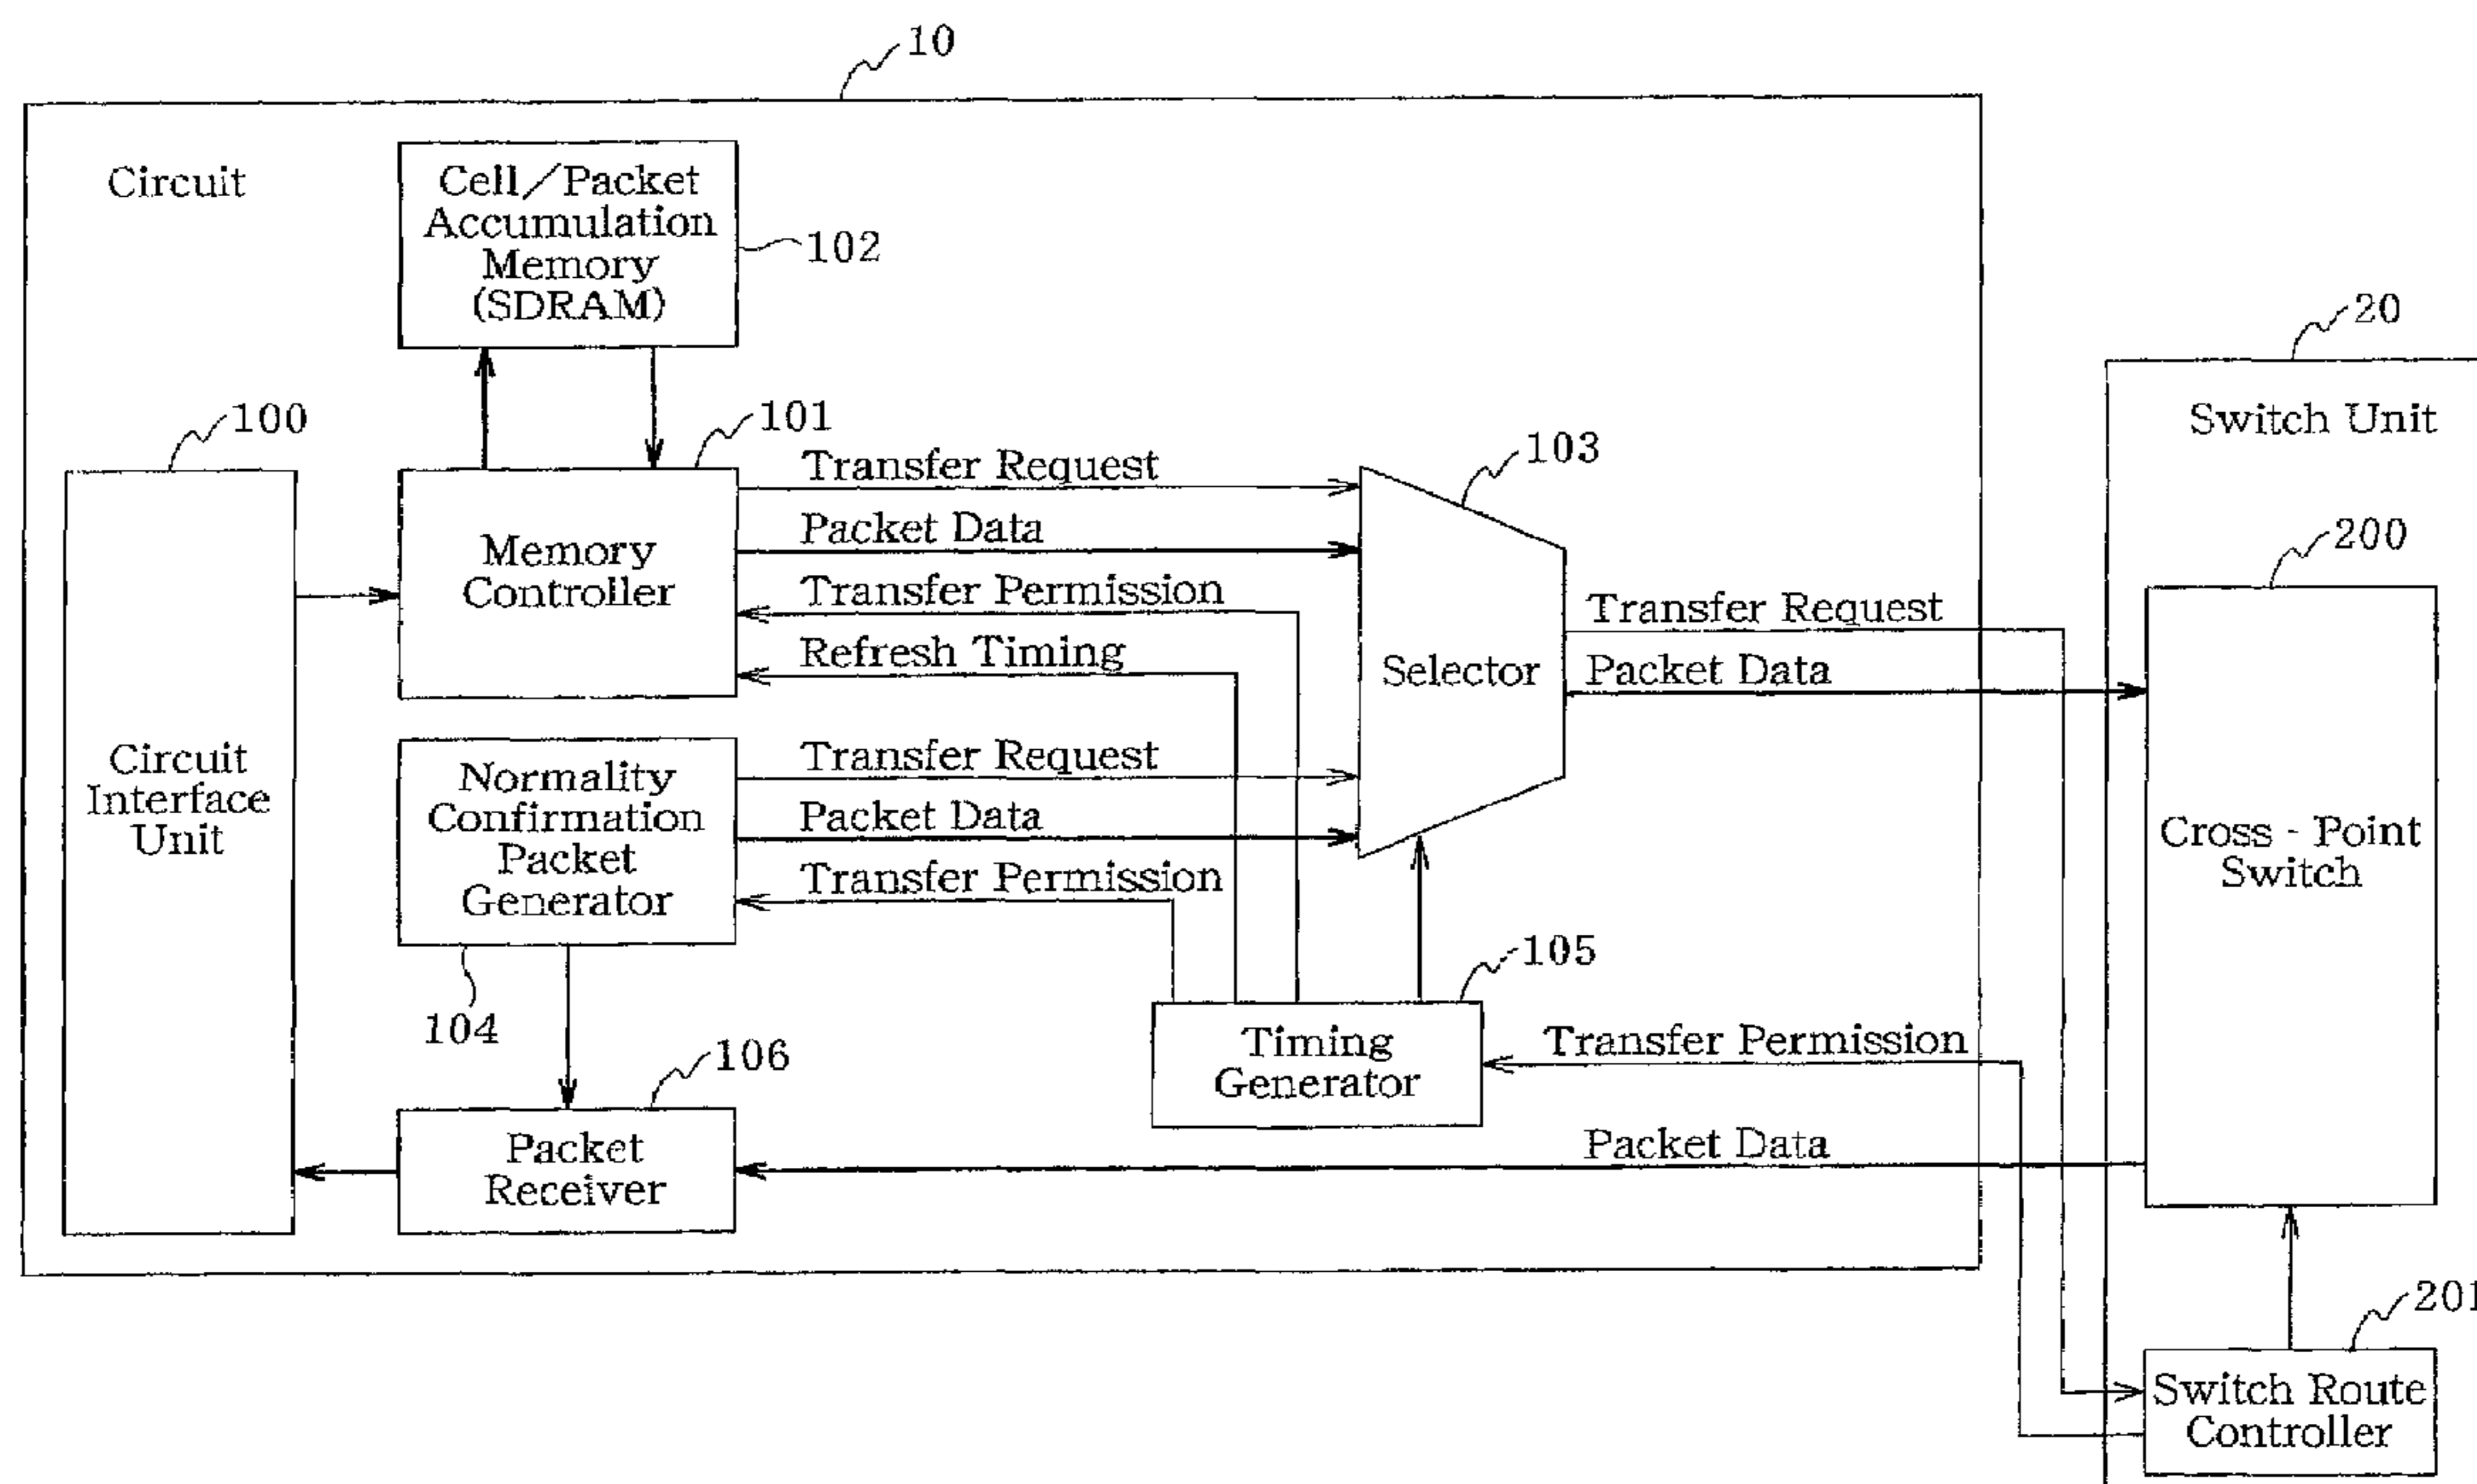 10
Circuit
Cell/Packet
Accumulation
Memory
(SDRAM)
102
20
Switch Unit
100
101
103
200
Transfer Request
Packet Data
Transfer Permission
Refresh Timing
Memory
Controller
Transfer Request
Packet Data
Selector
Circuit
Interface
Unit
Normality
Confirmation
Packet
Generator
Transfer Request
Packet Data
Transfer Permission
Cross - Point
Switch
104
105
106
Timing
Generator
Transfer Permission
Packet
Receiver
Packet Data
201
Switch Route
Controller